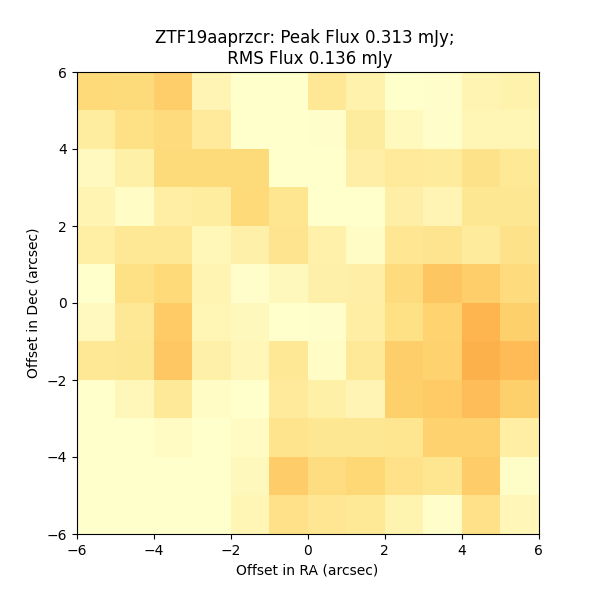 ZTF19aaprzcr: Peak Flux 0.313 mJy;
RMS Flux 0.136 mJy
6
4
2
0
−2
−4
−6
Offset in Dec (arcsec)
−6 −4 −2 0 2 4 6
Offset in RA (arcsec)